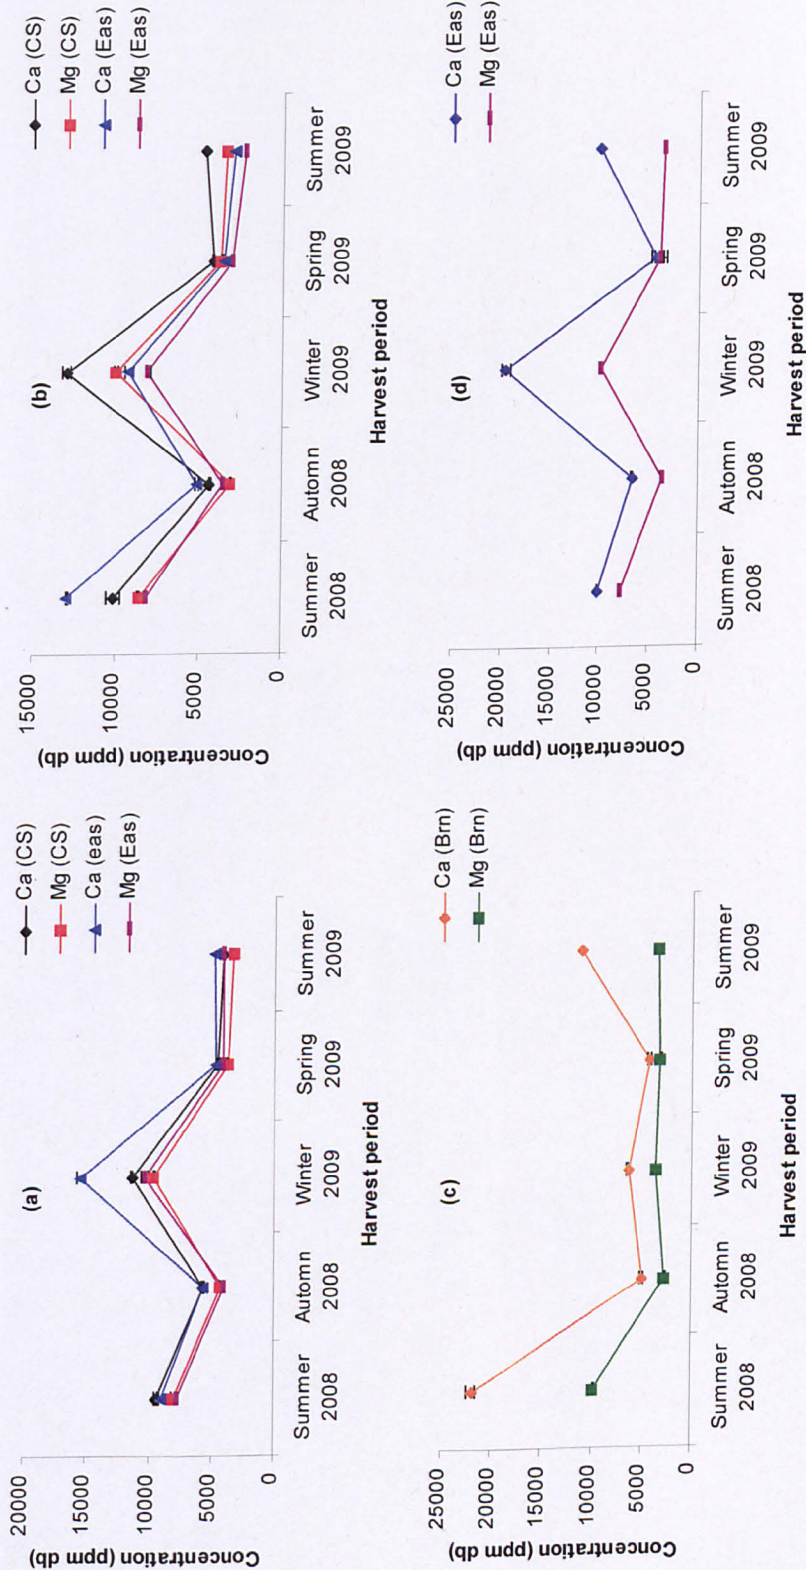 (a)
20000
15000
10000
5000
0
Concentration (ppm db)
Summer 2008
Automn 2008
Winter 2009
Spring 2009
Summer 2009
Harvest period
Ca (CS)
Mg (CS)
Ca (eas)
Mg (Eas)
(b)
15000
10000
5000
0
Concentration (ppm db)
Summer 2008
Automn 2008
Winter 2009
Spring 2009
Summer 2009
Harvest period
Ca (CS)
Mg (CS)
Ca (Eas)
Mg (Eas)
(c)
25000
20000
15000
10000
5000
0
Concentration (ppm db)
Summer 2008
Automn 2008
Winter 2009
Spring 2009
Summer 2009
Harvest period
Ca (Brn)
Mg (Brn)
(d)
25000
20000
15000
10000
5000
0
Concentration (ppm db)
Summer 2008
Automn 2008
Winter 2009
Spring 2009
Summer 2009
Harvest period
Ca (Eas)
Mg (Eas)